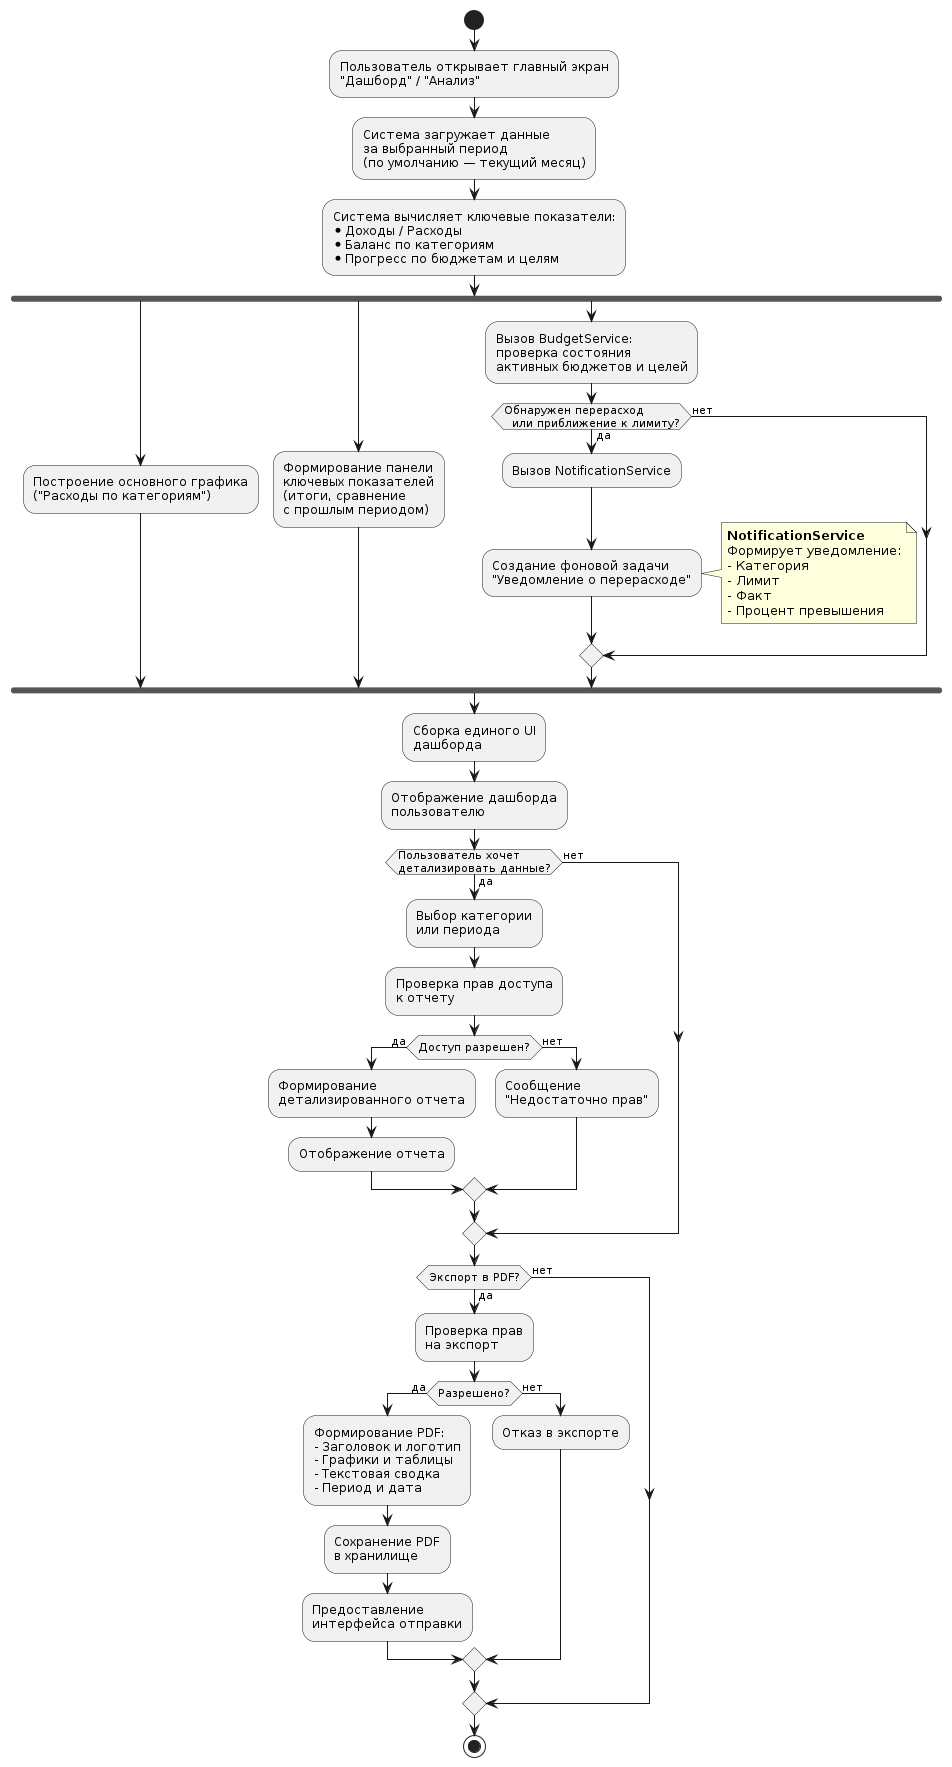 Пользователь открывает главный экран
"Дашборд" / "Анализ"
Система загружает данные
за выбранный период
(по умолчанию — текущий месяц)
Система вычисляет ключевые показатели:
• Доходы / Расходы
• Баланс по категориям
• Прогресс по бюджетам и целям
Построение основного графика
("Расходы по категориям")
Формирование панели
ключевых показателей
(итоги, сравнение
с прошлым периодом)
Вызов BudgetService:
проверка состояния
активных бюджетов и целей
Обнаружен перерасход
или приближение к лимиту?
нет
да
Вызов NotificationService
Создание фоновой задачи
"Уведомление о перерасходе"
NotificationService
Формирует уведомление:
- Категория
- Лимит
- Факт
- Процент превышения
Сборка единого UI
дашборда
Отображение дашборда
пользователю
Пользователь хочет
детализировать данные?
нет
да
Выбор категории
или периода
Проверка прав доступа
к отчету
да
Доступ разрешен?
нет
Формирование
детализированного отчета
Отображение отчета
Сообщение
"Недостаточно прав"
Экспорт в PDF?
нет
да
Проверка прав
на экспорт
да
Разрешено?
нет
Формирование PDF:
- Заголовок и логотип
- Графики и таблицы
- Текстовая сводка
- Период и дата
Сохранение PDF
в хранилище
Предоставление
интерфейса отправки
Отказ в экспорте